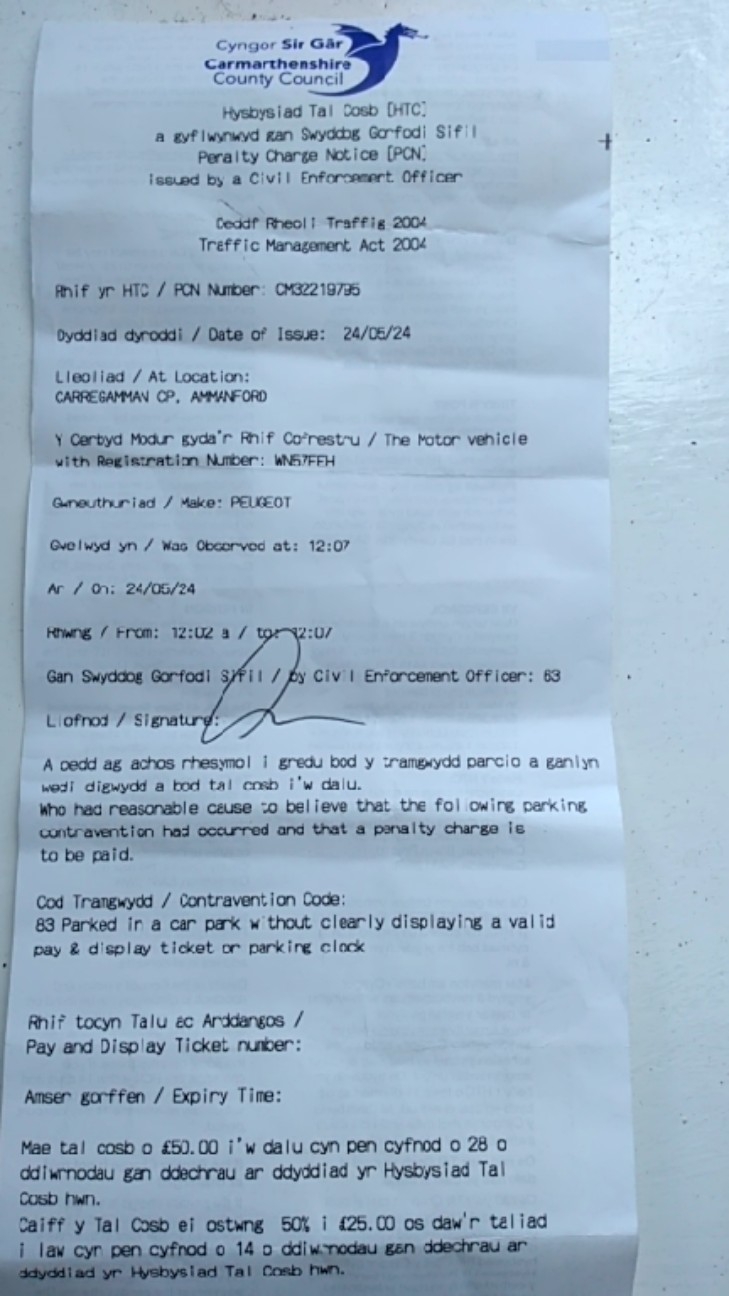 Cyngor Sir Gâr
Carmarthenshire
County Council
Hysbysiad Tal Cosb [HTC]
a gyflwynwyd gan Swyddog Gorfodi Sifil
Penalty Charge Notice [PCN]
issued by a Civil Enforcement Officer
Deddf Rheoli Traffig 2004
Traffic Management Act 2004
Rhif yr HTC / PCN Number: CM32219795
Dyddiad dyroddi / Date of Issue: 24/05/24
Lleoliad / At Location:
CARREGAMMAN CP, AMMANFORD
Y Cerbyd Modur gyda'r Rhif Cofrestru / The Motor vehicle
with Registration Number: WN57FFH
Gwneuthuriad / Make: PEUGEOT
Gwelwyd yn / Was Observed at: 12:07
Ar / On: 24/05/24
Rhwng / From: 12:02 a / to: 12:07
Gan Swyddog Gorfodi Sifil / by Civil Enforcement Officer: 63
Llofnod / Signature:
A oedd ag achos rhesymol i gredu bod y tramgwydd parcio a ganlyn
wedi digwydd a bod tal cosb i'w dalu.
Who had reasonable cause to believe that the following parking
contravention had occurred and that a penalty charge is
to be paid.
Cod Tramgwydd / Contravention Code:
83 Parked in a car park without clearly displaying a valid
pay & display ticket or parking clock
Rhif tocyn Talu ac Arddangos /
Pay and Display Ticket number:
Amser gorffen / Expiry Time:
Mae tal cosb o £50.00 i'w dalu cyn pen cyfnod o 28 o
ddiwrnodau gan ddechrau ar ddyddiad yr Hysbysiad Tal
Cosb hwn.
Caiff y Tal Cosb ei ostwng 50% i £25.00 os daw'r taliad
i law cyn pen cyfnod o 14 o ddiwrnodau gan ddechrau ar
ddyddiad yr Hysbysiad Tal Cosb hwn.